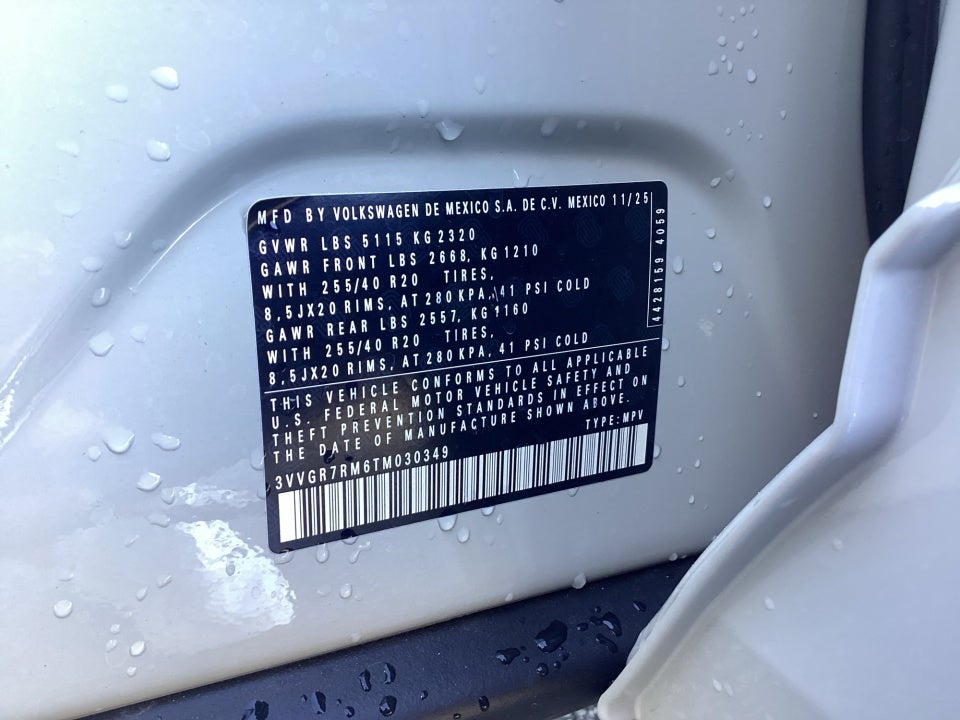 MFD BY VOLKSWAGEN DE MEXICO S.A. DE C.V. MEXICO 11/25
GVWR LBS 5115 KG 2320
GAWR FRONT LBS 2668, KG 1210
WITH 255/40 R20 TIRES,
8,5JX20 RIMS, AT 280 KPA, 41 PSI COLD
GAWR REAR LBS 2557, KG 1160
WITH 255/40 R20 TIRES,
8,5JX20 RIMS, AT 280 KPA, 41 PSI COLD
4428159 4059
THIS VEHICLE CONFORMS TO ALL APPLICABLE
U.S. FEDERAL MOTOR VEHICLE SAFETY AND
THEFT PREVENTION STANDARDS IN EFFECT ON
THE DATE OF MANUFACTURE SHOWN ABOVE.
TYPE:MPV
3VVGR7RM6TM030349